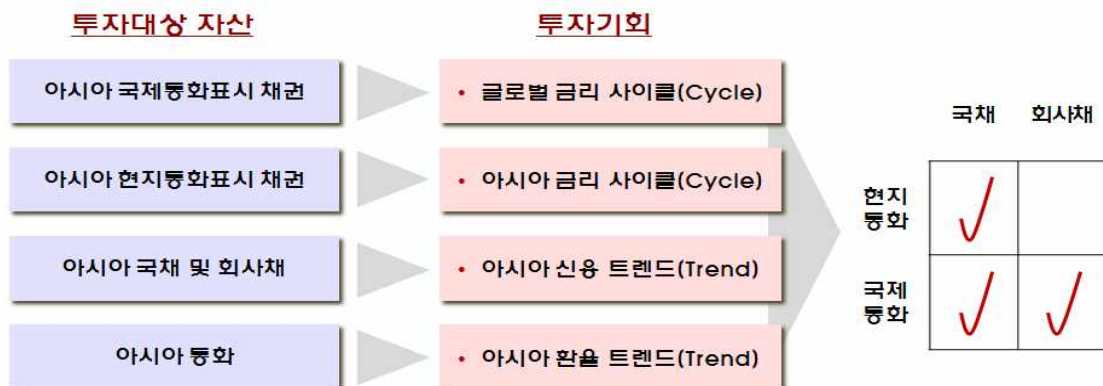 투자대상 자산
투자기회
아시아 국제통화표시 채권
• 글로벌 금리 사이클(Cycle)
아시아 현지통화표시 채권
• 아시아 금리 사이클(Cycle)
아시아 국채 및 회사채
• 아시아 신용 트렌드(Trend)
아시아 통화
• 아시아 환율 트렌드(Trend)
국채 회사채
현지
통화
국제
통화